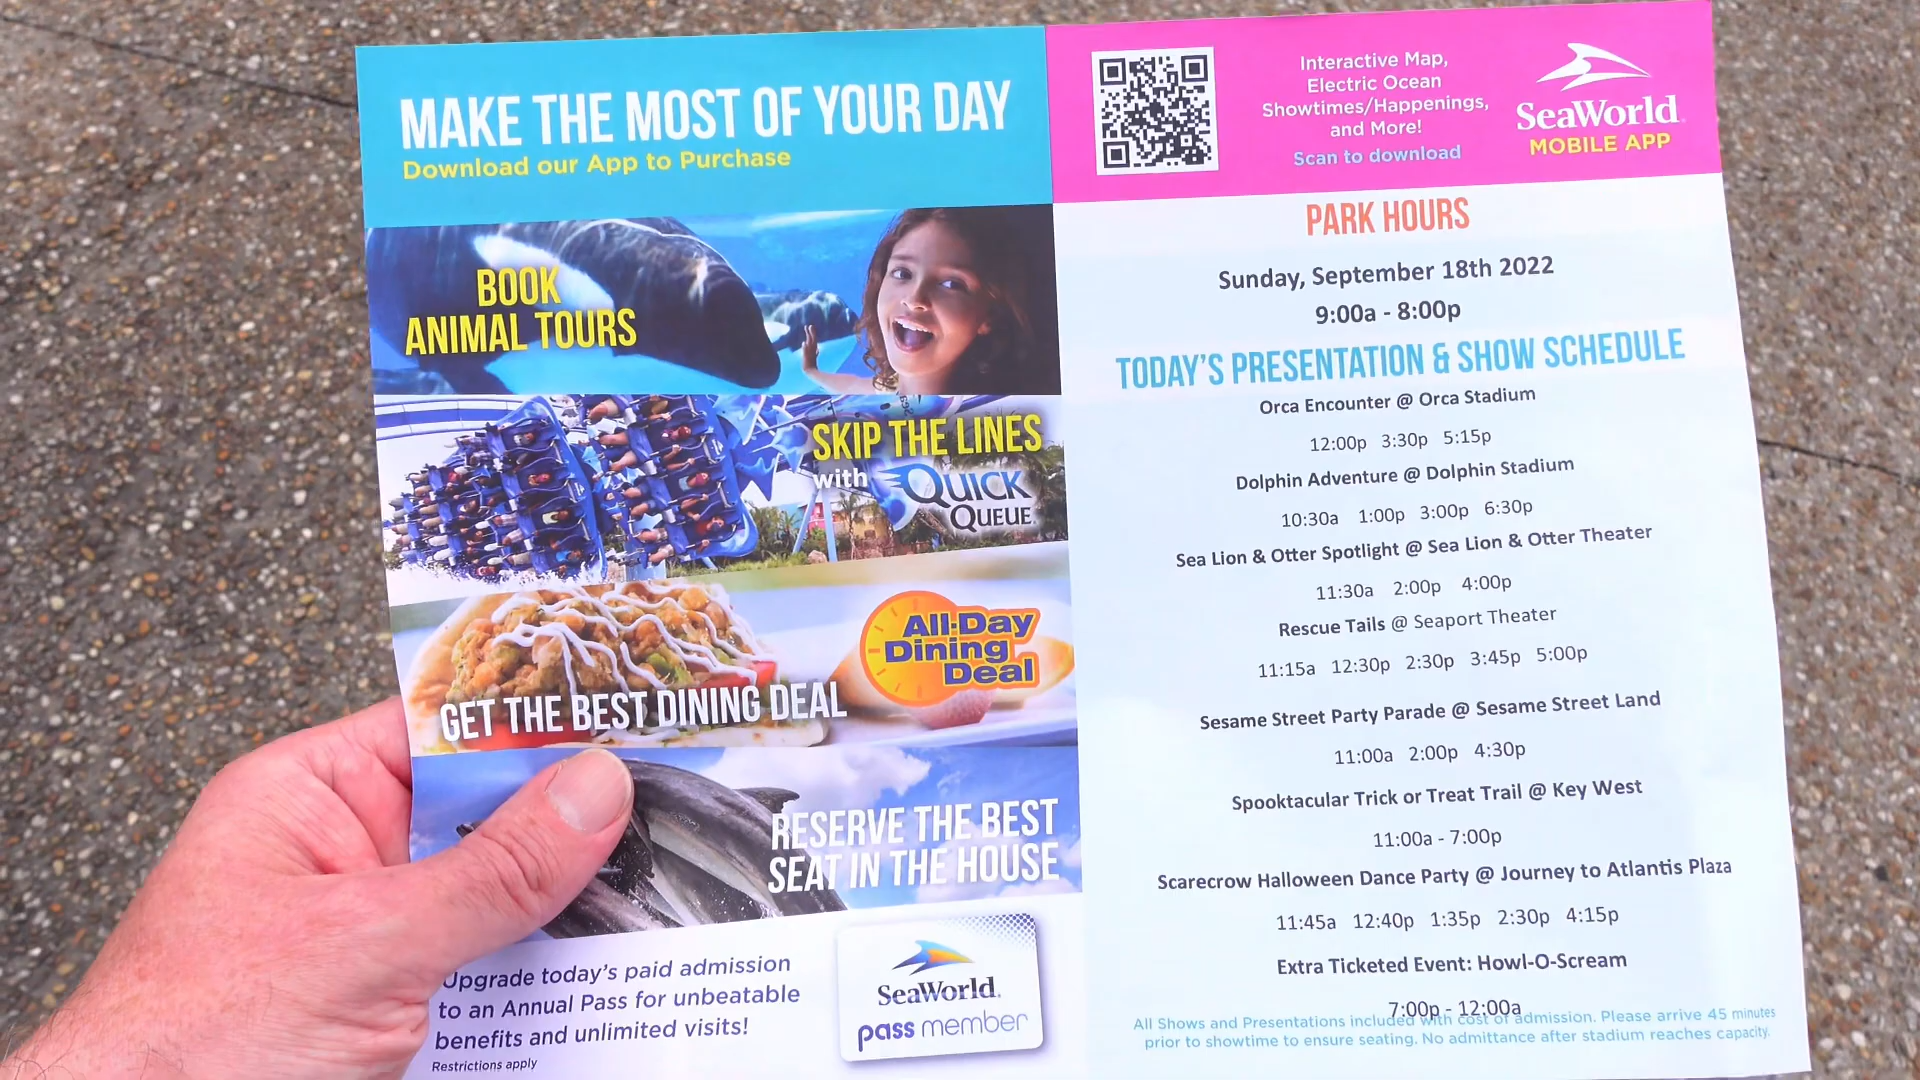 MAKE THE MOST OF YOUR DAY
Download our App to Purchase
BOOK
ANIMAL TOURS
SKIP THE LINES
with QUICK
QUEUE
All-Day
Dining
Deal
GET THE BEST DINING DEAL
RESERVE THE BEST
SEAT IN THE HOUSE
Upgrade today's paid admission
to an Annual Pass for unbeatable
benefits and unlimited visits!
Restrictions apply
SeaWorld
pass member
Interactive Map,
Electric Ocean
Showtimes/Happenings,
and More!
Scan to download
SeaWorld
MOBILE APP
PARK HOURS
Sunday, September 18th 2022
9:00a - 8:00p
TODAY'S PRESENTATION & SHOW SCHEDULE
Orca Encounter @ Orca Stadium
12:00p 3:30p 5:15p
Dolphin Adventure @ Dolphin Stadium
10:30a 1:00p 3:00p 6:30p
Sea Lion & Otter Spotlight @ Sea Lion & Otter Theater
11:30a 2:00p 4:00p
Rescue Tails @ Seaport Theater
11:15a 12:30p 2:30p 3:45p 5:00p
Sesame Street Party Parade @ Sesame Street Land
11:00a 2:00p 4:30p
Spooktacular Trick or Treat Trail @ Key West
11:00a - 7:00p
Scarecrow Halloween Dance Party @ Journey to Atlantis Plaza
11:45a 12:40p 1:35p 2:30p 4:15p
Extra Ticketed Event: Howl-O-Scream
7:00p - 12:00a
All Shows and Presentations included with cost of admission. Please arrive 45 minutes
prior to showtime to ensure seating. No admittance after stadium reaches capacity.